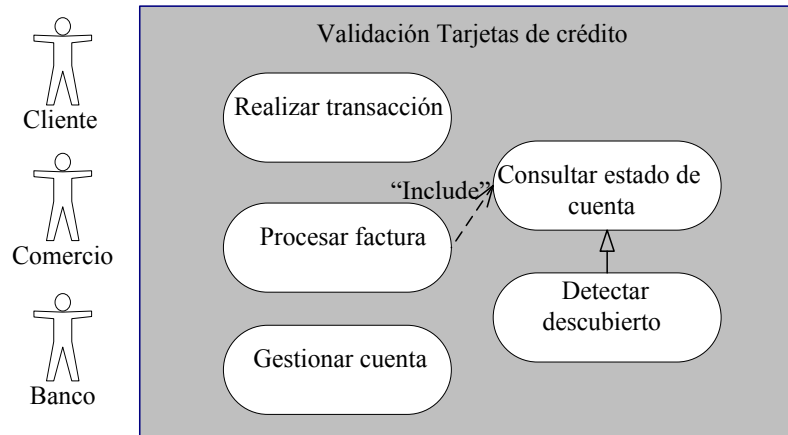 Validación Tarjetas de crédito
Cliente
Realizar transacción
Consultar estado de
cuenta
“Include”
Procesar factura
Comercio
Detectar
descubierto
Gestionar cuenta
Banco